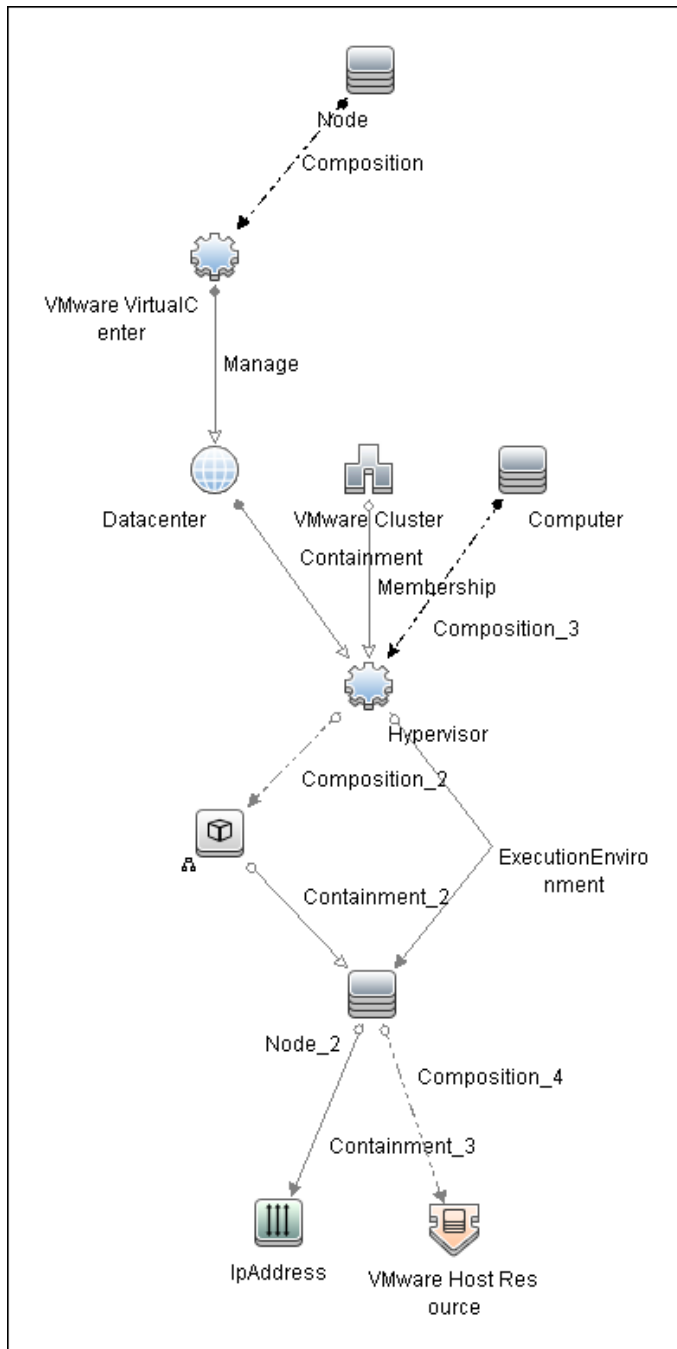 Node
Composition
VMware VirtualC
enter
Manage
Datacenter
VMware Cluster
Computer
Containment
Membership
Composition_3
Hypervisor
Composition_2
ExecutionEnviro
nment
Containment_2
Node_2
Composition_4
Containment_3
IpAddress
VMware Host Res
ource